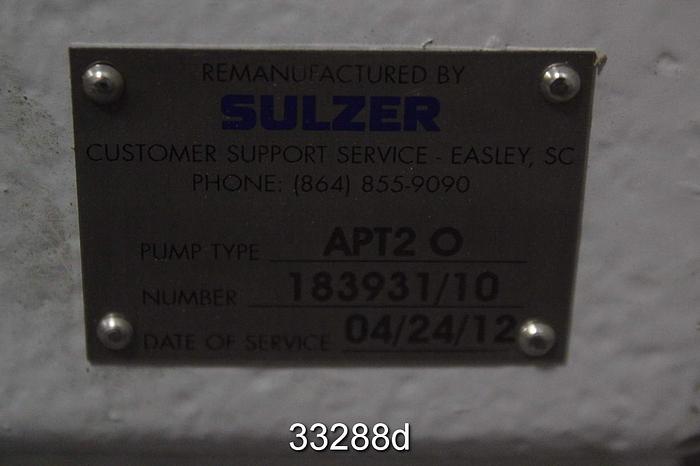 REMANUFACTURED BY
SULZER
CUSTOMER SUPPORT SERVICE - EASLEY, SC
PHONE: (864) 855-9090
PUMP TYPE APT2 O
NUMBER 183931/10
DATE OF SERVICE 04/24/12
33288d